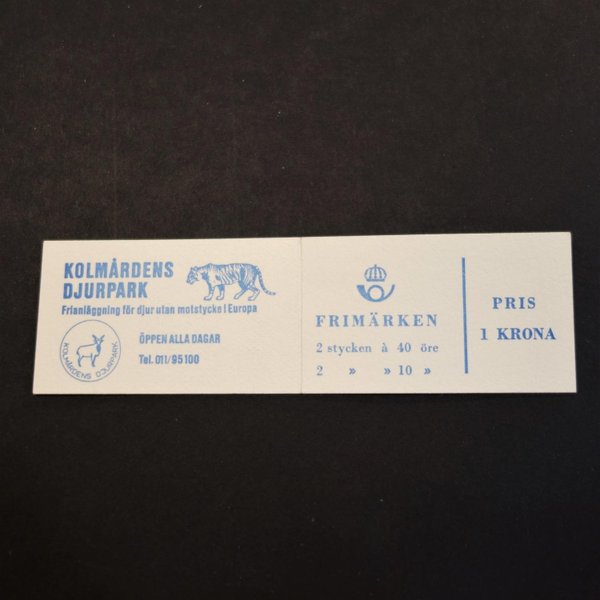 KOLMÅRDENS
DJURPARK
Frianläggning för djur utan motstycke i Europa
KOLMÅRDENS DJURPARK
ÖPPEN ALLA DAGAR
Tel. 011/95100
FRIMÄRKEN
2 stycken à 40 öre
2 » » 10 »
PRIS
1 KRONA